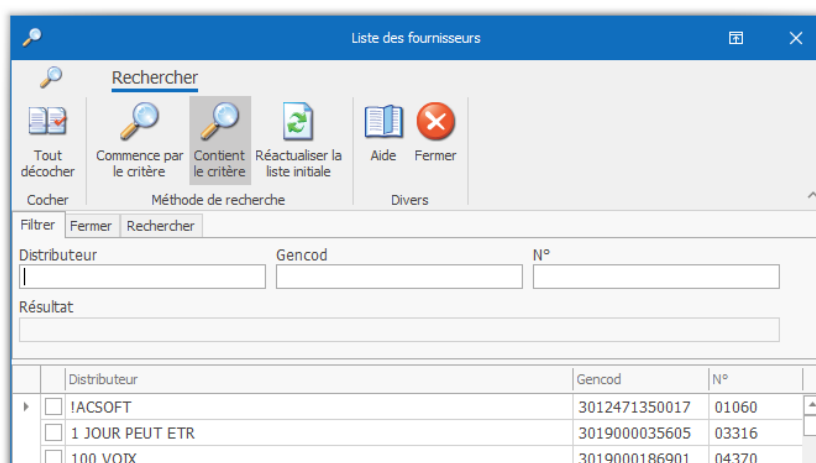 Liste des fournisseurs
Rechercher
Tout décocher
Commence par le critère
Contient le critère
Réactualiser la liste initiale
Aide
Fermer
Cocher
Méthode de recherche
Divers
Filtrer Fermer Rechercher
Distributeur Gencod N°
Résultat
Distributeur Gencod N°
!ACSOFT 3012471350017 01060
1 JOUR PEUT ETR 3019000035605 03316
100 VOIX 3019000186901 04370